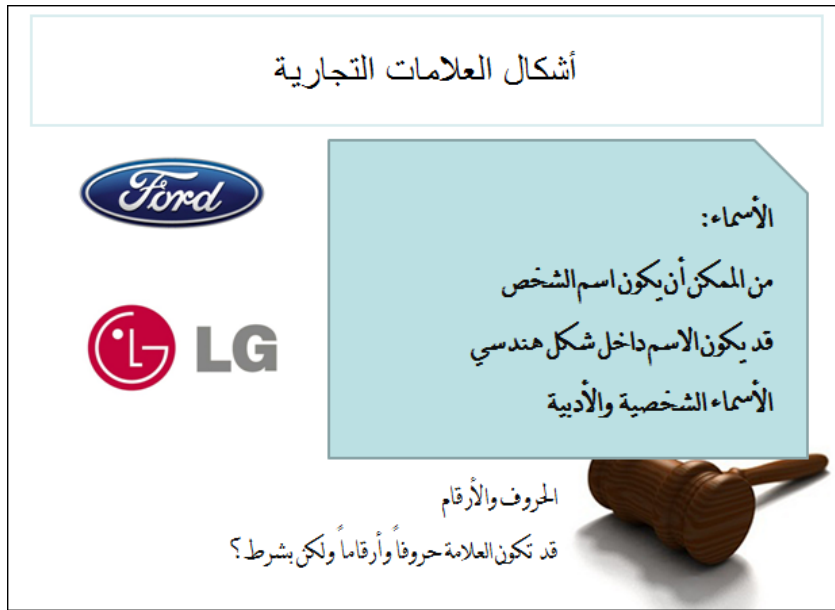 أشكال العلامات التجارية
Ford
الأسماء:
من الممكن أن يكون اسم الشخص
قد يكون الاسم داخل شكل هندسي
LG LG
الأسماء الشخصية والأدبية
الحروف والأرقام
قد تكون العلامة حروفاً وأرقاماً ولكن بشرط؟